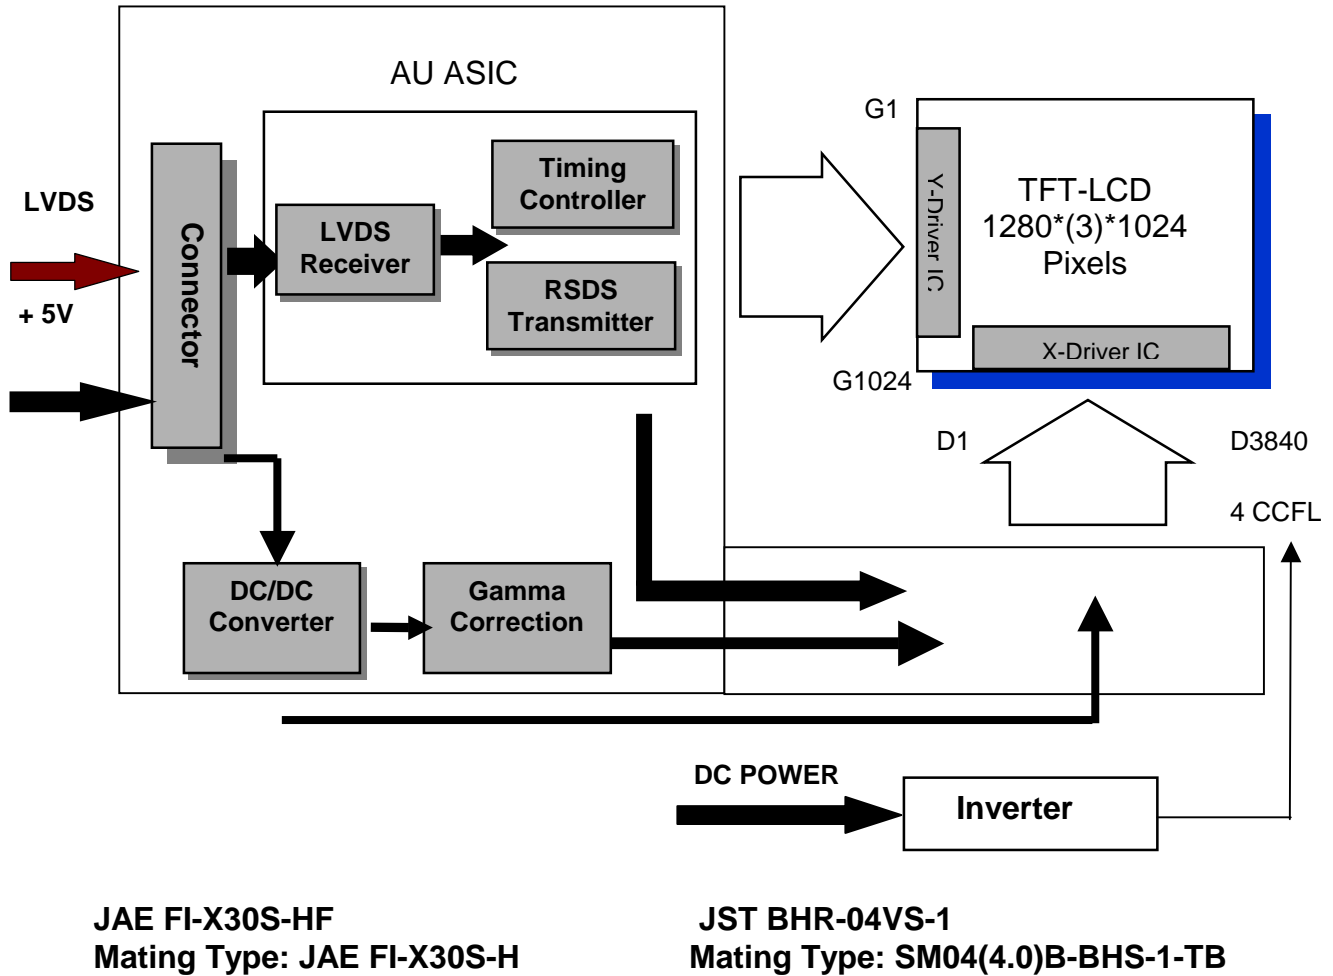 AU ASIC
LVDS
+ 5V
Connector
LVDS
Receiver
Timing
Controller
RSDS
Transmitter
DC/DC
Converter
Gamma
Correction
G1
G1024
Y-Driver IC
TFT-LCD
1280*(3)*1024
Pixels
X-Driver IC
D1
D3840
4 CCFL
DC POWER
Inverter
JAE FI-X30S-HF
Mating Type: JAE FI-X30S-H
JST BHR-04VS-1
Mating Type: SM04(4.0)B-BHS-1-TB